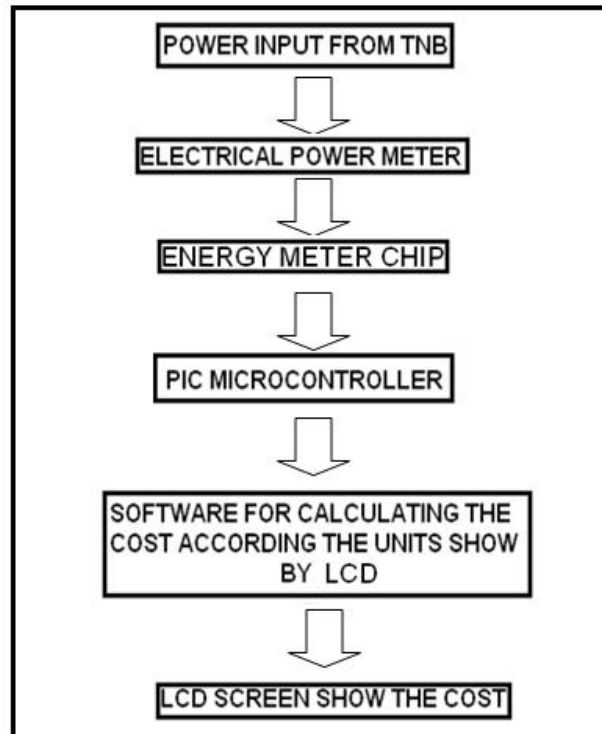 POWER INPUT FROM TNB
ELECTRICAL POWER METER
ENERGY METER CHIP
PIC MICROCONTROLLER
SOFTWARE FOR CALCULATING THE
COST ACCORDING THE UNITS SHOW
BY LCD
LCD SCREEN SHOW THE COST